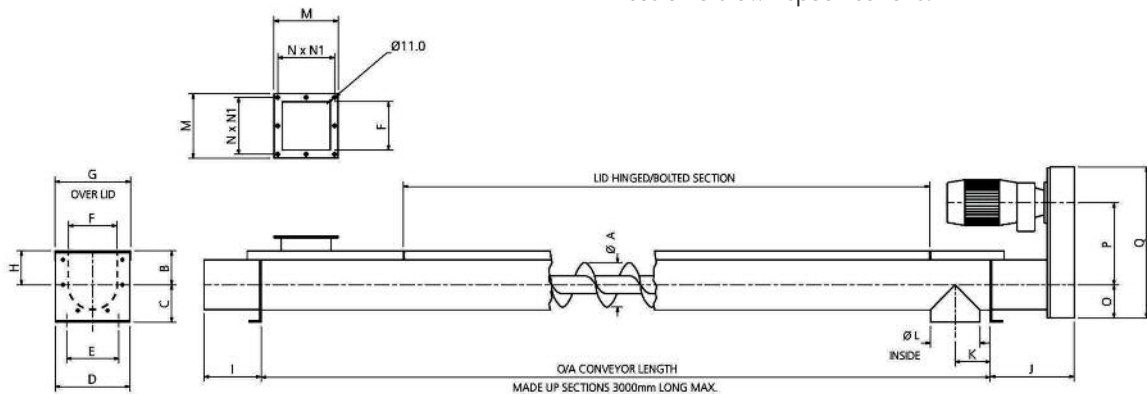 M
N x N1
Ø11.0
M
N x N1
F
G
OVER LID
F
H
B
C
E
D
LID HINGED/BOLTED SECTION
Ø A
P
Q
O
Ø L
INSIDE
K
I
O/A CONVEYOR LENGTH
J
MADE UP SECTIONS 3000mm LONG MAX.